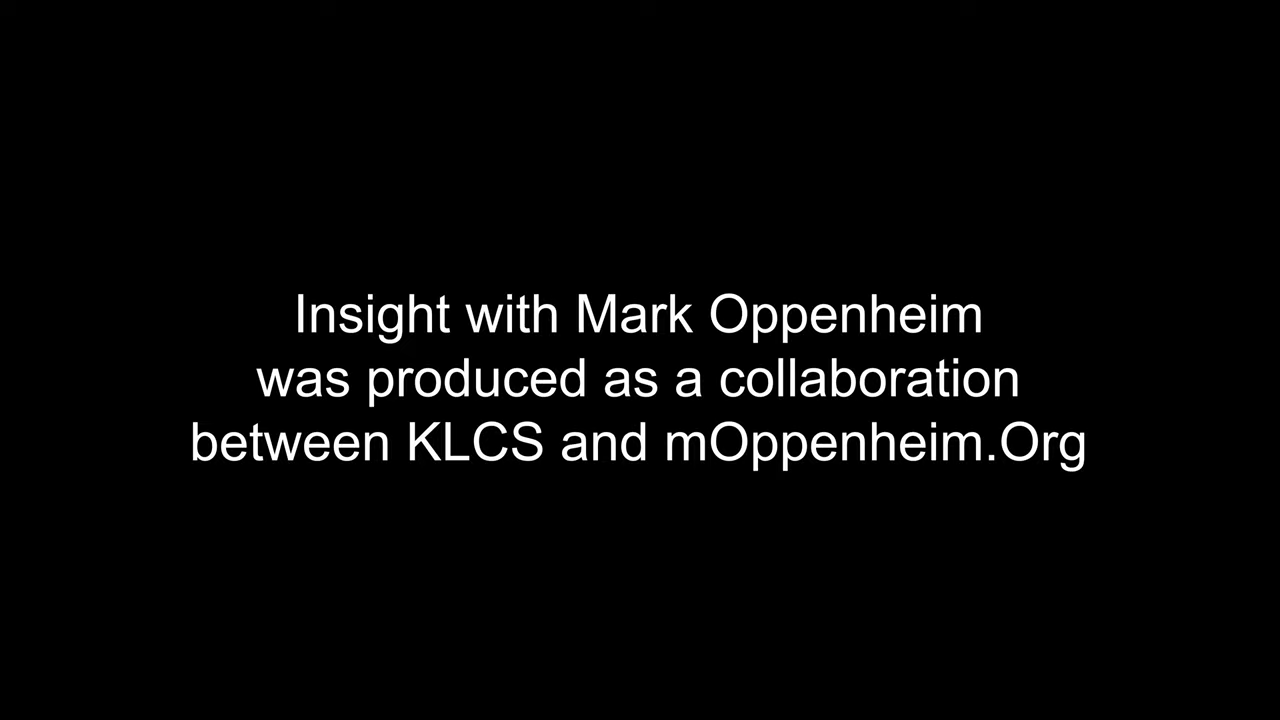 Insight with Mark Oppenheim
was produced as a collaboration
between KLCS and mOppenheim.Org